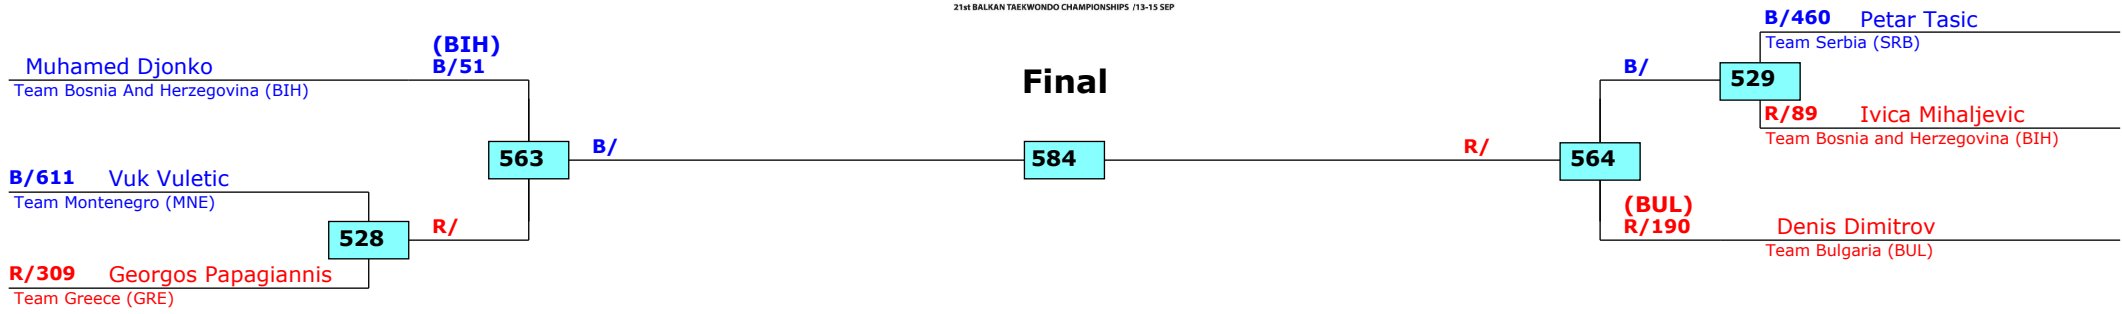 21st BALKAN TAEKWONDO CHAMPIONSHIPS /13-15 SEP
Final
(BIH)
B/51
Muhamed Djonko
Team Bosnia And Herzegovina (BIH)
563
B/
B/611 Vuk Vuletic
Team Montenegro (MNE)
528
R/
R/309 Georgos Papagiannis
Team Greece (GRE)
584
B/460 Petar Tasic
Team Serbia (SRB)
B/
529
R/89 Ivica Mihaljevic
Team Bosnia and Herzegovina (BIH)
R/
564
(BUL)
R/190 Denis Dimitrov
Team Bulgaria (BUL)